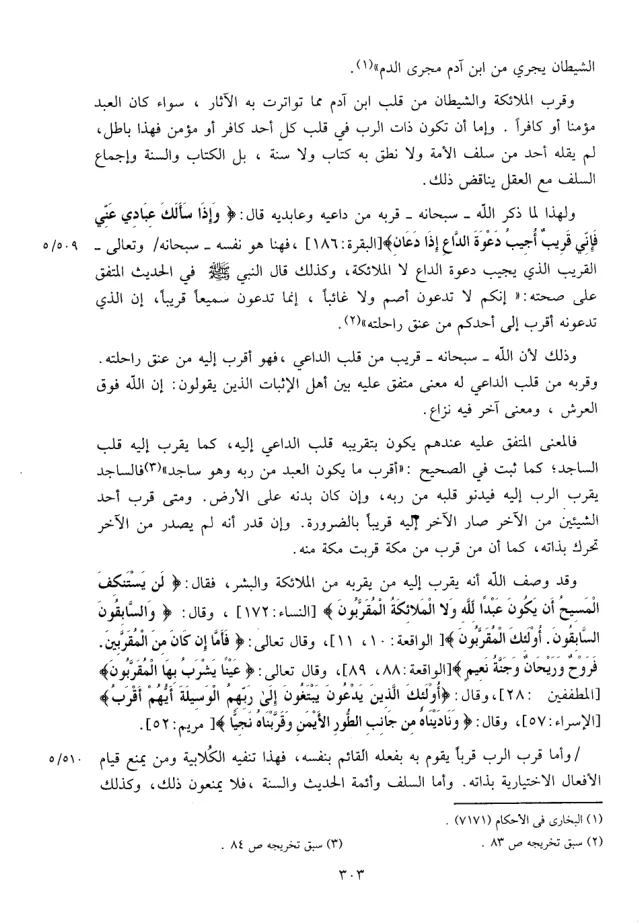 الشيطان يجري من ابن آدم مجرى الدم»(١).
وقرب الملائكة والشيطان من قلب ابن آدم مما تواترت به الآثار ، سواء كان العبد
مؤمنا أو كافراً . وإما أن تكون ذات الرب في قلب كل أحد كافر أو مؤمن فهذا باطل،
لم يقله أحد من سلف الأمة ولا نطق به كتاب ولا سنة ، بل الكتاب والسنة وإجماع
السلف مع العقل يناقض ذلك.
ولهذا لما ذكر الله ـ سبحانه ـ قربه من داعيه وعابديه قال:﴿ وَإِذَا سَأَلَكَ عِبَادِي عَنِّي
فَإِنِّي قَرِيبٌ أُجِيبُ دَعْوَةَ الدَّاعِ إِذَا دَعَانِ﴾[البقرة:١٨٦] ،فهنا هو نفسه ـ سبحانه/ وتعالى ـ ٥/٥٠٩
القريب الذي يجيب دعوة الداع لا الملائكة، وكذلك قال النبي ﷺ في الحديث المتفق
على صحته:« إنكم لا تدعون أصم ولا غائباً ، إنما تدعون سميعاً قريباً، إن الذي
تدعونه أقرب إلى أحدكم من عنق راحلته»(٢).
وذلك لأن الله ـ سبحانه ـ قريب من قلب الداعي ،فهو أقرب إليه من عنق راحلته.
وقربه من قلب الداعي له معنى متفق عليه بين أهل الإثبات الذين يقولون: إن الله فوق
العرش ، ومعنى آخر فيه نزاع.
فالمعنى المتفق عليه عندهم يكون بتقريبه قلب الداعي إليه، كما يقرب إليه قلب
الساجد؛ كما ثبت في الصحيح :«أقرب ما يكون العبد من ربه وهو ساجد»(٣)فالساجد
يقرب الرب إليه فيدنو قلبه من ربه، وإن كان بدنه على الأرض. ومتى قرب أحد
الشيئين من الآخر صار الآخر إليه قريباً بالضرورة. وإن قدر أنه لم يصدر من الآخر
تحرك بذاته، كما أن من قرب من مكة قربت مكة منه.
وقد وصف الله أنه يقرب إليه من يقربه من الملائكة والبشر، فقال:﴿ لَن يَسْتَنكِفَ
الْمَسِيحُ أَن يَكُونَ عَبْدًا لِلَّهِ وَلا الْمَلائِكَةُ الْمُقَرَّبُونَ ﴾ [النساء:١٧٢] ، وقال: ﴿ وَالسَّابِقُونَ
السَّابِقُونَ. أُولَئِكَ الْمُقَرَّبُونَ ﴾[ الواقعة: ١٠، ١١]، وقال تعالى:﴿ فَأَمَّا إِن كَانَ مِنَ الْمُقَرَّبِينَ.
فَرَوْحٌ وَرَيْحَانٌ وَجَنَّةُ نَعِيمٍ ﴾[الواقعة:٨٨، ٨٩]، وقال تعالى:﴿ عَيْنًا يَشْرَبُ بِهَا الْمُقَرَّبُونَ﴾
[المطففين :٢٨]،وقال:﴿أُولَئِكَ الَّذِينَ يَدْعُونَ يَبْتَغُونَ إِلَىٰ رَبِّهِمُ الْوَسِيلَةَ أَيُّهُمْ أَقْرَبُ﴾
[الإسراء:٥٧]، وقال:﴿ وَنَادَيْنَاهُ مِن جَانِبِ الطُّورِ الأَيْمَنِ وَقَرَّبْنَاهُ نَجِيًّا ﴾[ مريم:٥٢].
/ وأما قرب الرب قرباً يقوم به بفعله القائم بنفسه، فهذا تنفيه الكُلابية ومن يمنع قيام ٥/٥١٠
الأفعال الاختيارية بذاته. وأما السلف وأئمة الحديث والسنة ،فلا يمنعون ذلك، وكذلك
(١) البخارى فى الأحكام (٧١٧١) .
(٢) سبق تخريجه ص ٨٣ . (٣) سبق تخريجه ص ٨٤ .
٣٠٣